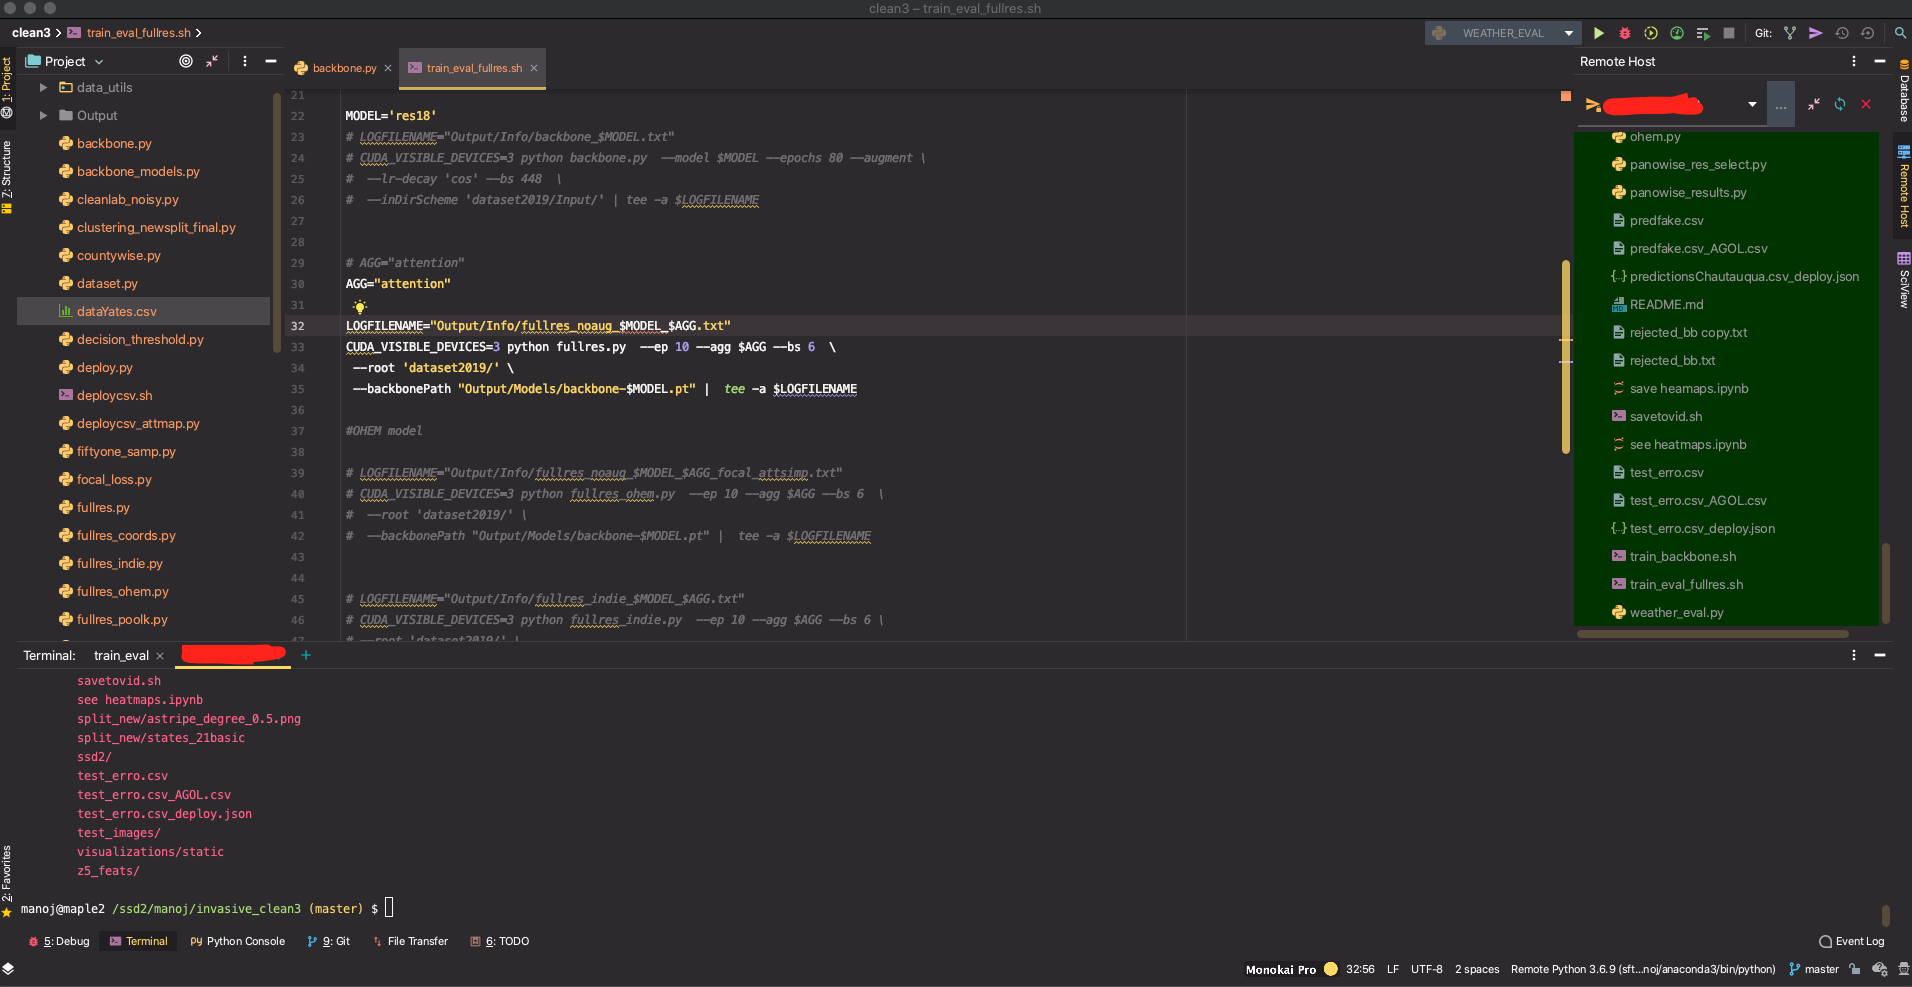 clean3 – train_eval_fullres.sh
clean3 train_eval_fullres.sh
WEATHER_EVAL Git:
1: Project
7: Structure
2: Favorites
Project
data_utils
Output
backbone.py
backbone_models.py
cleanlab_noisy.py
clustering_newsplit_final.py
countywise.py
dataset.py
dataYates.csv
decision_threshold.py
deploy.py
deploycsv.sh
deploycsv_attmap.py
fiftyone_samp.py
focal_loss.py
fullres.py
fullres_coords.py
fullres_indie.py
fullres_ohem.py
fullres_poolk.py
backbone.py train_eval_fullres.sh
21
22 MODEL='res18'
23 # LOGFILENAME="Output/Info/backbone_$MODEL.txt"
24 # CUDA_VISIBLE_DEVICES=3 python backbone.py  --model $MODEL --epochs 80 --augment \
25 #  --lr-decay 'cos' --bs 448  \
26 #  --inDirScheme 'dataset2019/Input/' | tee -a $LOGFILENAME
27
28
29 # AGG="attention"
30 AGG="attention"
31
32 LOGFILENAME="Output/Info/fullres_noaug_$MODEL_$AGG.txt"
33 CUDA_VISIBLE_DEVICES=3 python fullres.py  --ep 10 --agg $AGG --bs 6  \
34  --root 'dataset2019/' \
35  --backbonePath "Output/Models/backbone-$MODEL.pt" |  tee -a $LOGFILENAME
36
37 #OHEM model
38
39 # LOGFILENAME="Output/Info/fullres_noaug_$MODEL_$AGG_focal_attsimp.txt"
40 # CUDA_VISIBLE_DEVICES=3 python fullres_ohem.py  --ep 10 --agg $AGG --bs 6  \
41 #  --root 'dataset2019/' \
42 #  --backbonePath "Output/Models/backbone-$MODEL.pt" |  tee -a $LOGFILENAME
43
44
45 # LOGFILENAME="Output/Info/fullres_indie_$MODEL_$AGG.txt"
46 # CUDA_VISIBLE_DEVICES=3 python fullres_indie.py  --ep 10 --agg $AGG --bs 6 \
47 # --root 'dataset2019/' \
Remote Host
...
ohem.py
panowise_res_select.py
panowise_results.py
predfake.csv
predfake.csv_AGOL.csv
predictionsChautauqua.csv_deploy.json
README.md
rejected_bb copy.txt
rejected_bb.txt
save heamaps.ipynb
savetovid.sh
see heatmaps.ipynb
test_erro.csv
test_erro.csv_AGOL.csv
test_erro.csv_deploy.json
train_backbone.sh
train_eval_fullres.sh
weather_eval.py
Database
Remote Host
SciView
Terminal: train_eval
savetovid.sh
see heatmaps.ipynb
split_new/astripe_degree_0.5.png
split_new/states_21basic
ssd2/
test_erro.csv
test_erro.csv_AGOL.csv
test_erro.csv_deploy.json
test_images/
visualizations/static
z5_feats/
manoj@maple2 /ssd2/manoj/invasive_clean3 (master) $
5: Debug Terminal Python Console 9: Git File Transfer 6: TODO Event Log
Monokai Pro 32:56 LF UTF-8 2 spaces Remote Python 3.6.9 (sft...noj/anaconda3/bin/python) master